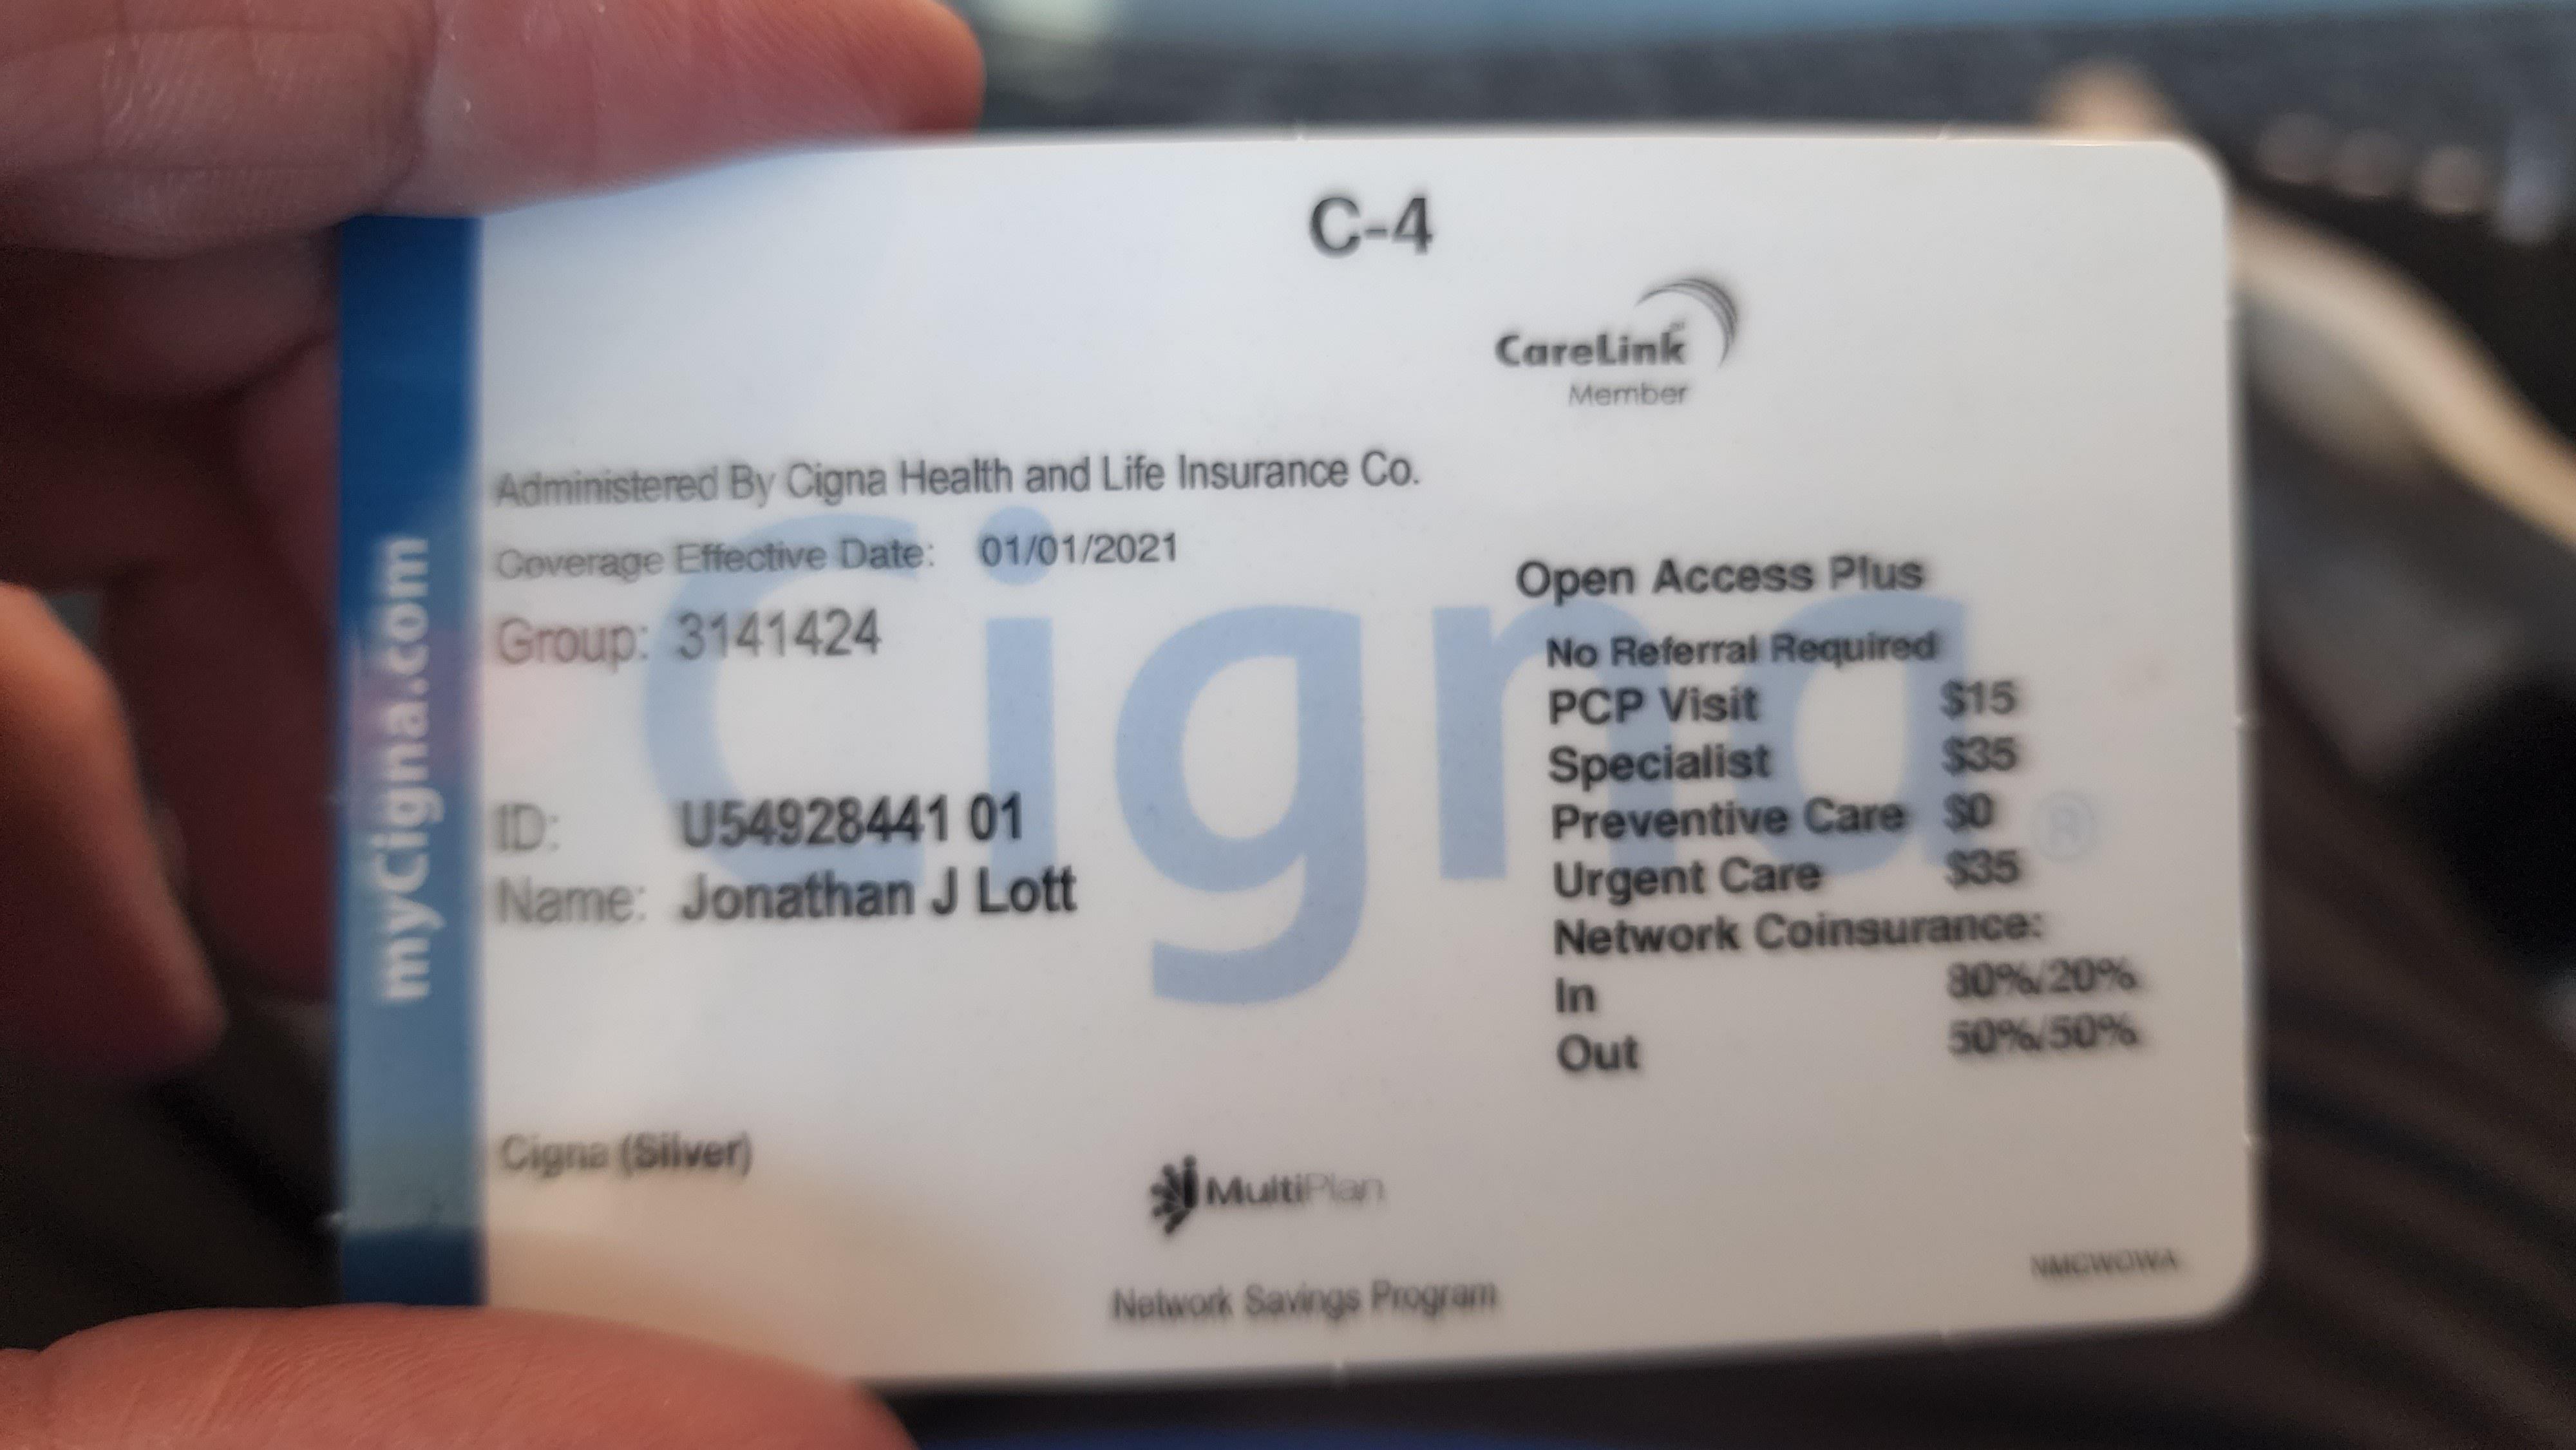 C-4
CareLink
Member
Administered By Cigna Health and Life Insurance Co.
Coverage Effective Date: 01/01/2021
Group: 3141424
ID: U54928441 01
Name: Jonathan J Lott
Cigna (Silver)
Open Access Plus
No Referral Required
PCP Visit $15
Specialist $35
Preventive Care $0
Urgent Care $35
Network Coinsurance:
In 80%/20%
Out 50%/50%
MultiPlan
Network Savings Program
myCigna.com
Cigna®